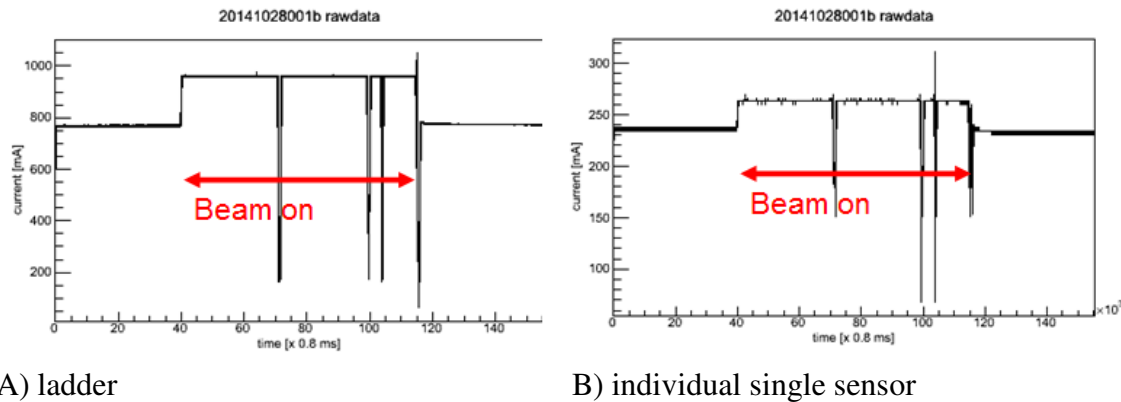 20141028001b rawdata
current [mA]
1000
800
600
400
200
0 20 40 60 80 100 120 140
Beam on
time [x 0.8 ms]
A) ladder
20141028001b rawdata
current [mA]
300
250
200
150
100
0 20 40 60 80 100 120 140
Beam on
time [x 0.8 ms]
B) individual single sensor